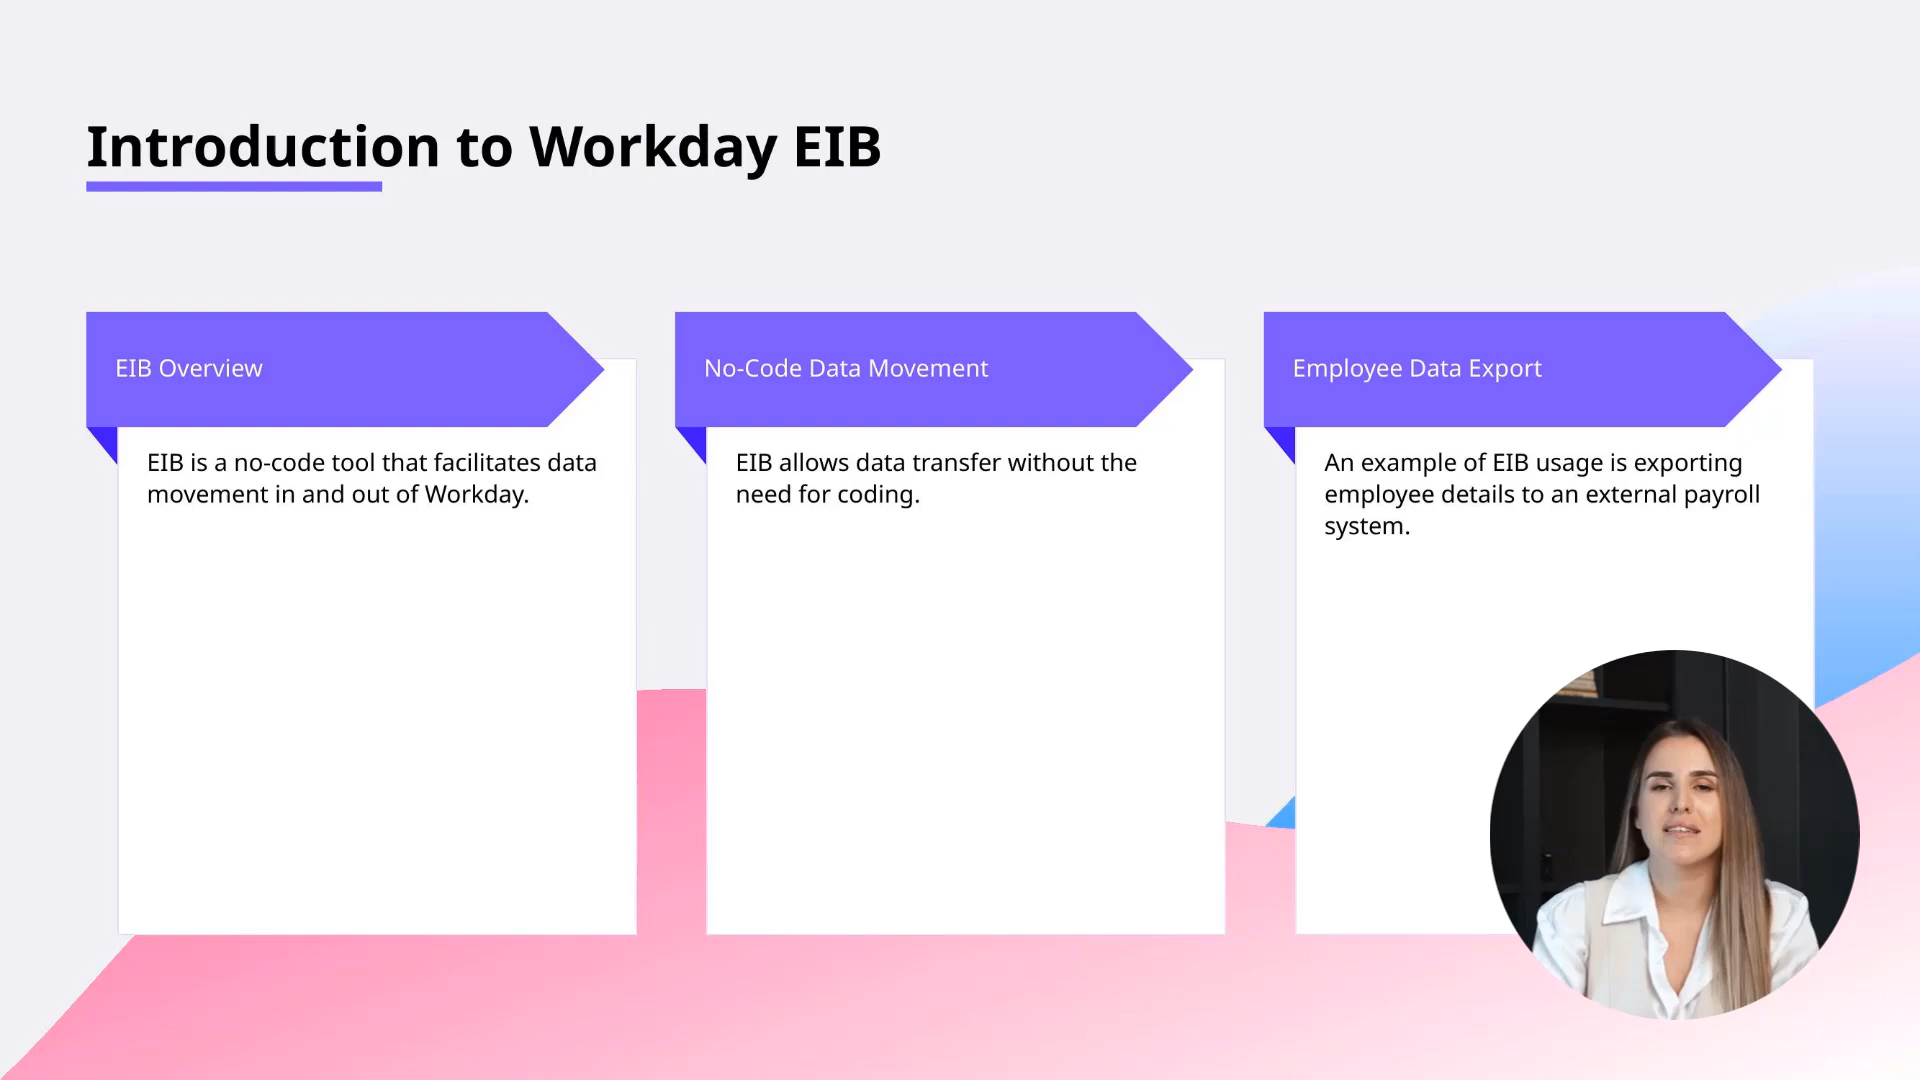 Introduction to Workday EIB
EIB Overview
EIB is a no-code tool that facilitates data
movement in and out of Workday.
No-Code Data Movement
EIB allows data transfer without the
need for coding.
Employee Data Export
An example of EIB usage is exporting
employee details to an external payroll
system.